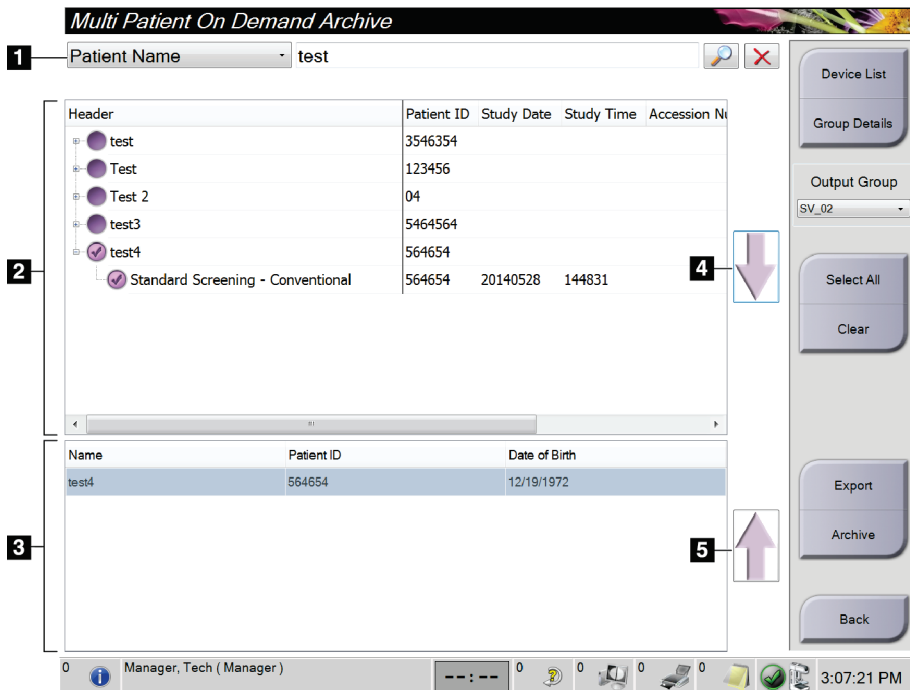 Multi Patient On Demand Archive
1
Patient Name
test
Device List
Group Details
Output Group
SV_02
Select All
Clear
Export
Archive
Back
2
Header Patient ID Study Date Study Time Accession Nu
test 3546354
Test 123456
Test 2 04
test3 5464564
test4 564654
Standard Screening - Conventional 564654 20140528 144831
4
3
Name Patient ID Date of Birth
test4 564654 12/19/1972
5
0 Manager, Tech ( Manager ) --:-- 0 0 0 0 3:07:21 PM